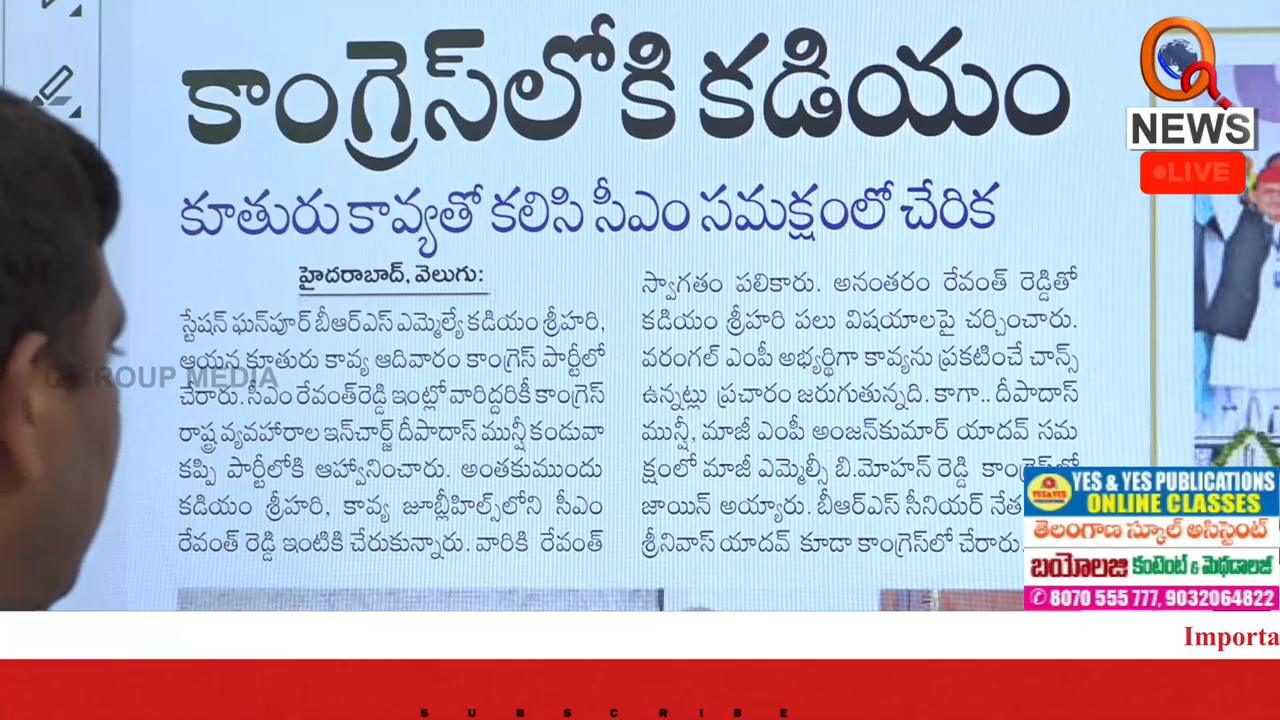 కాంగ్రెస్‌లోకి కడియం
కూతురు కావ్యతో కలిసి సీఎం సమక్షంలో చేరిక
హైదరాబాద్, వెలుగు:
స్టేషన్ ఘన్‌పూర్ బీఆర్ఎస్ ఎమ్మెల్యే కడియం శ్రీహరి,
ఆయన కూతురు కావ్య ఆదివారం కాంగ్రెస్ పార్టీలో
చేరారు. సీఎం రేవంత్‌రెడ్డి ఇంట్లో వారిద్దరికీ కాంగ్రెస్
రాష్ట్ర వ్యవహారాల ఇన్‌చార్జ్ దీపాదాస్ మున్షీ కండువా
కప్పి పార్టీలోకి ఆహ్వానించారు. అంతకుముందు
కడియం శ్రీహరి, కావ్య జూబ్లీహిల్స్‌లోని సీఎం
రేవంత్ రెడ్డి ఇంటికి చేరుకున్నారు. వారికి రేవంత్
స్వాగతం పలికారు. అనంతరం రేవంత్ రెడ్డితో
కడియం శ్రీహరి పలు విషయాలపై చర్చించారు.
వరంగల్ ఎంపీ అభ్యర్థిగా కావ్యను ప్రకటించే చాన్స్
ఉన్నట్లు ప్రచారం జరుగుతున్నది. కాగా.. దీపాదాస్
మున్షీ, మాజీ ఎంపీ అంజన్‌కుమార్ యాదవ్ సమ
క్షంలో మాజీ ఎమ్మెల్సీ బి.మోహన్ రెడ్డి కాంగ్రెస్‌లో
జాయిన్ అయ్యారు. బీఆర్ఎస్ సీనియర్ నేత
శ్రీనివాస్ యాదవ్ కూడా కాంగ్రెస్‌లో చేరారు.
Q GROUP MEDIA
Q
NEWS
LIVE
YES & YES PUBLICATIONS
ONLINE CLASSES
తెలంగాణ స్కూల్ అసిస్టెంట్
బయోలజి కంటెంట్ & మెథడాలజీ
8070 555 777, 9032064822
Importa
SUBSCRIBE